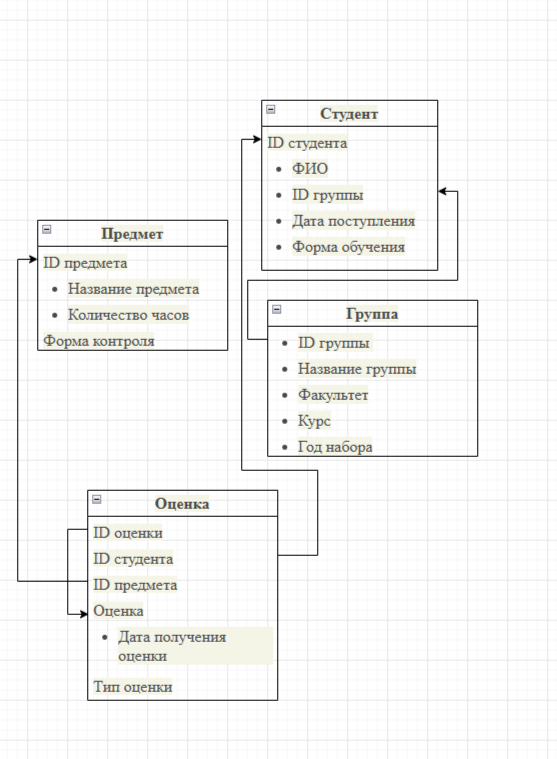 Студент
ID студента
ФИО
ID группы
Дата поступления
Форма обучения
Предмет
ID предмета
Название предмета
Количество часов
Форма контроля
Группа
ID группы
Название группы
Факультет
Курс
Год набора
Оценка
ID оценки
ID студента
ID предмета
Оценка
Дата получения
оценки
Тип оценки